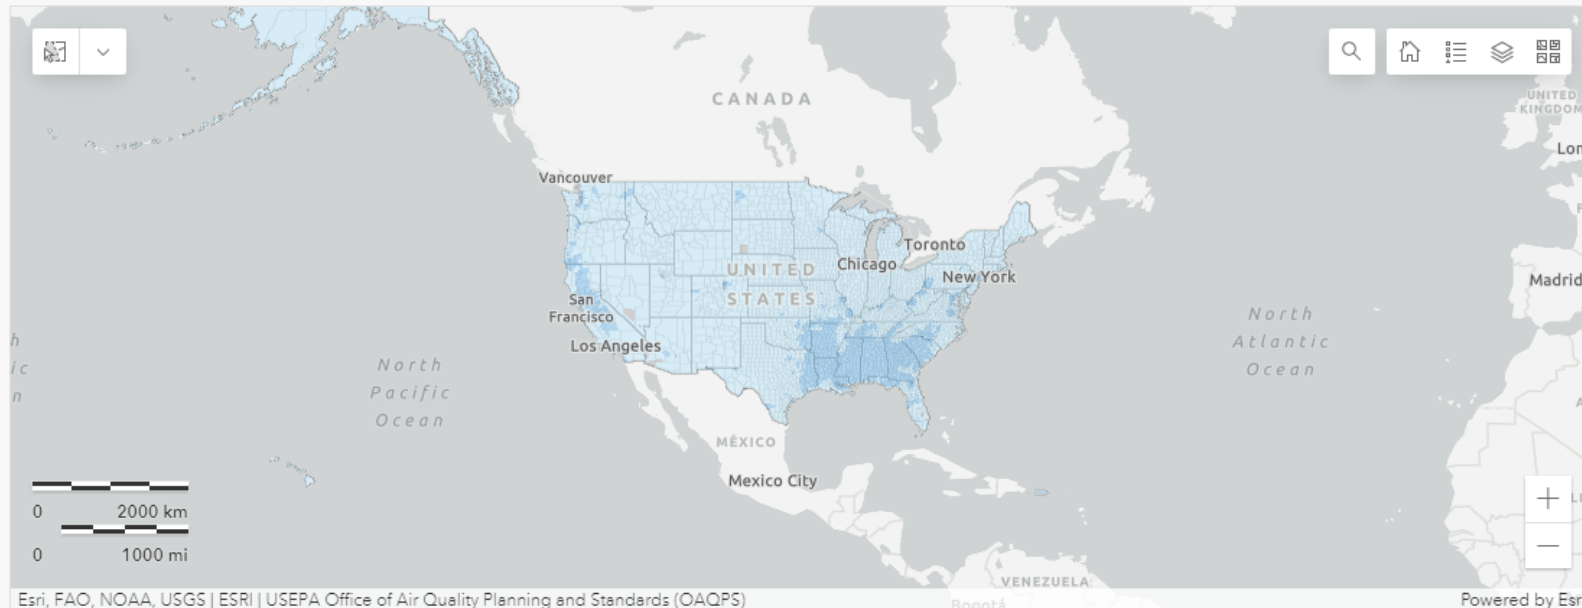 CANADA
UNITED
KINGDOM
Lon
Vancouver
Toronto
Chicago
New York
UNITED
STATES
San
Francisco
Los Angeles
Madrid
North
Pacific
Ocean
North
Atlantic
Ocean
h
ic
n
MÉXICO
Mexico City
0 2000 km
0 1000 mi
VENEZUELA
Bogotá
Esri, FAO, NOAA, USGS | ESRI | USEPA Office of Air Quality Planning and Standards (OAQPS)
Powered by Esr